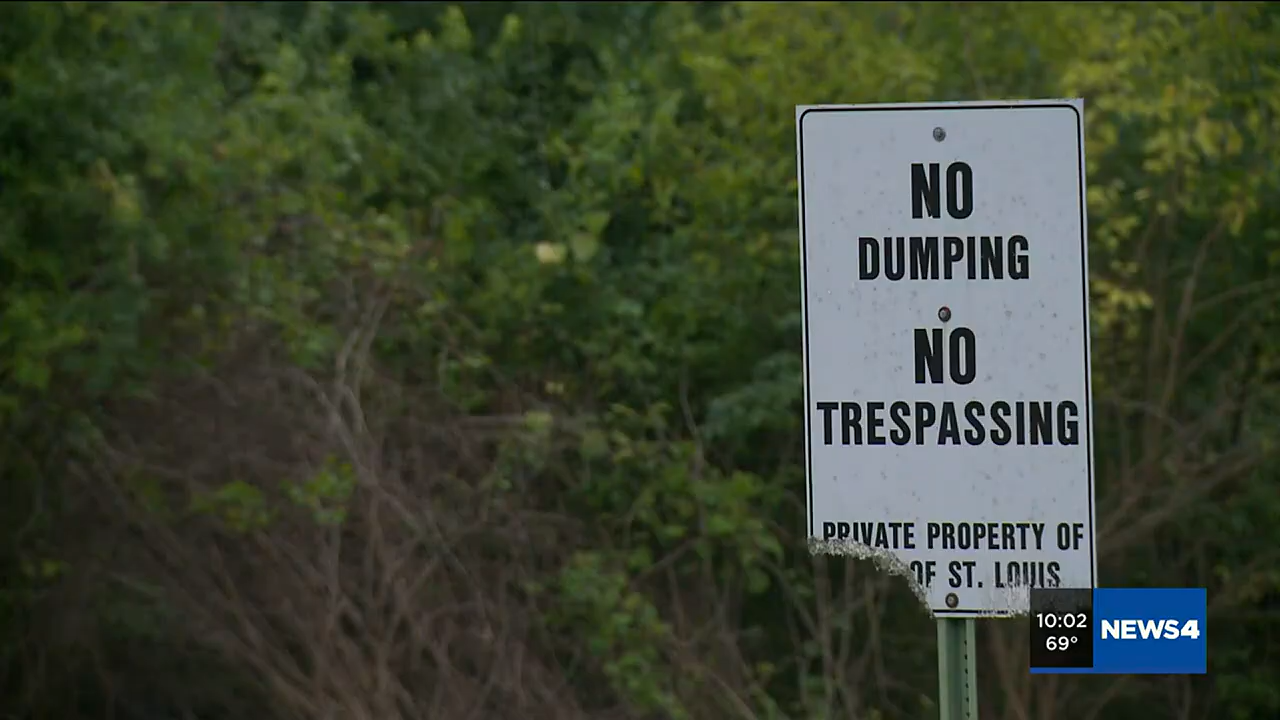 NO
DUMPING
NO
TRESPASSING
PRIVATE PROPERTY OF
OF ST. LOUIS
10:02
69°
NEWS4